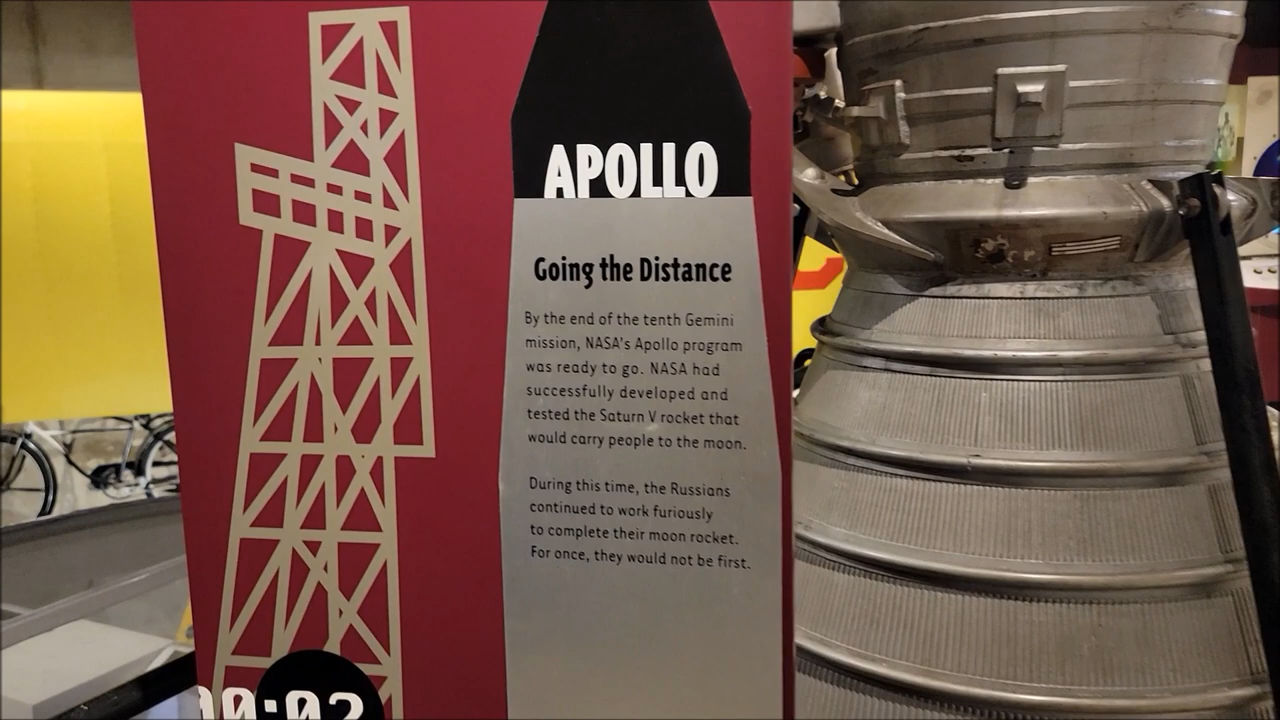 APOLLO
Going the Distance
By the end of the tenth Gemini
mission, NASA's Apollo program
was ready to go. NASA had
successfully developed and
tested the Saturn V rocket that
would carry people to the moon.
During this time, the Russians
continued to work furiously
to complete their moon rocket.
For once, they would not be first.
00:02